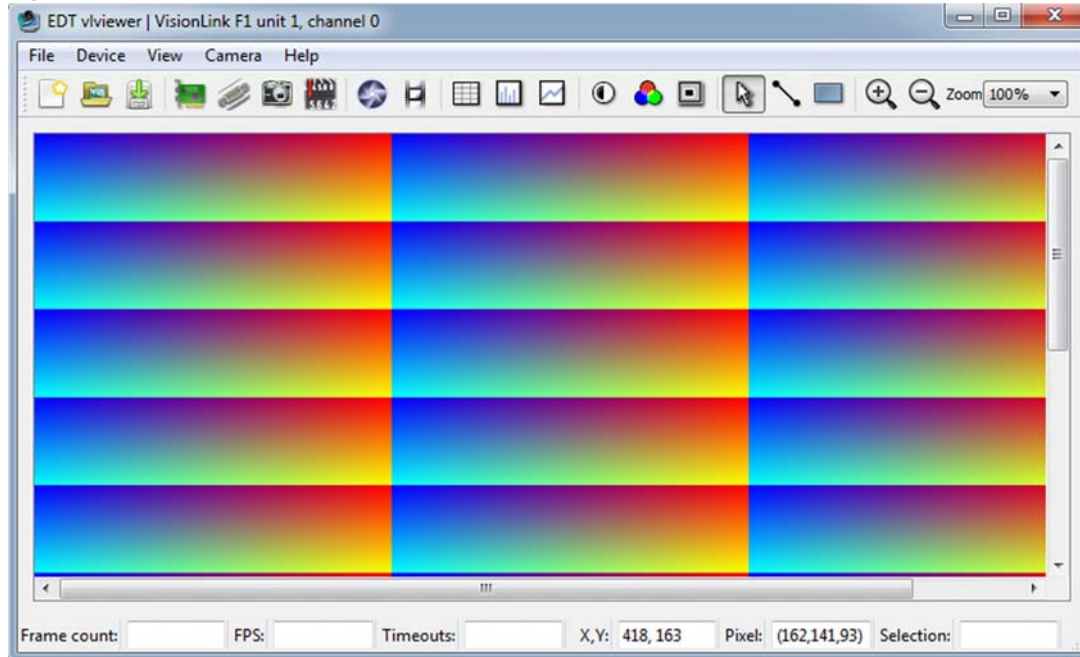 EDT vlviewer | VisionLink F1 unit 1, channel 0
File Device View Camera Help
Zoom 100%
Frame count: FPS: Timeouts: X,Y: 418, 163 Pixel: (162,141,93) Selection: